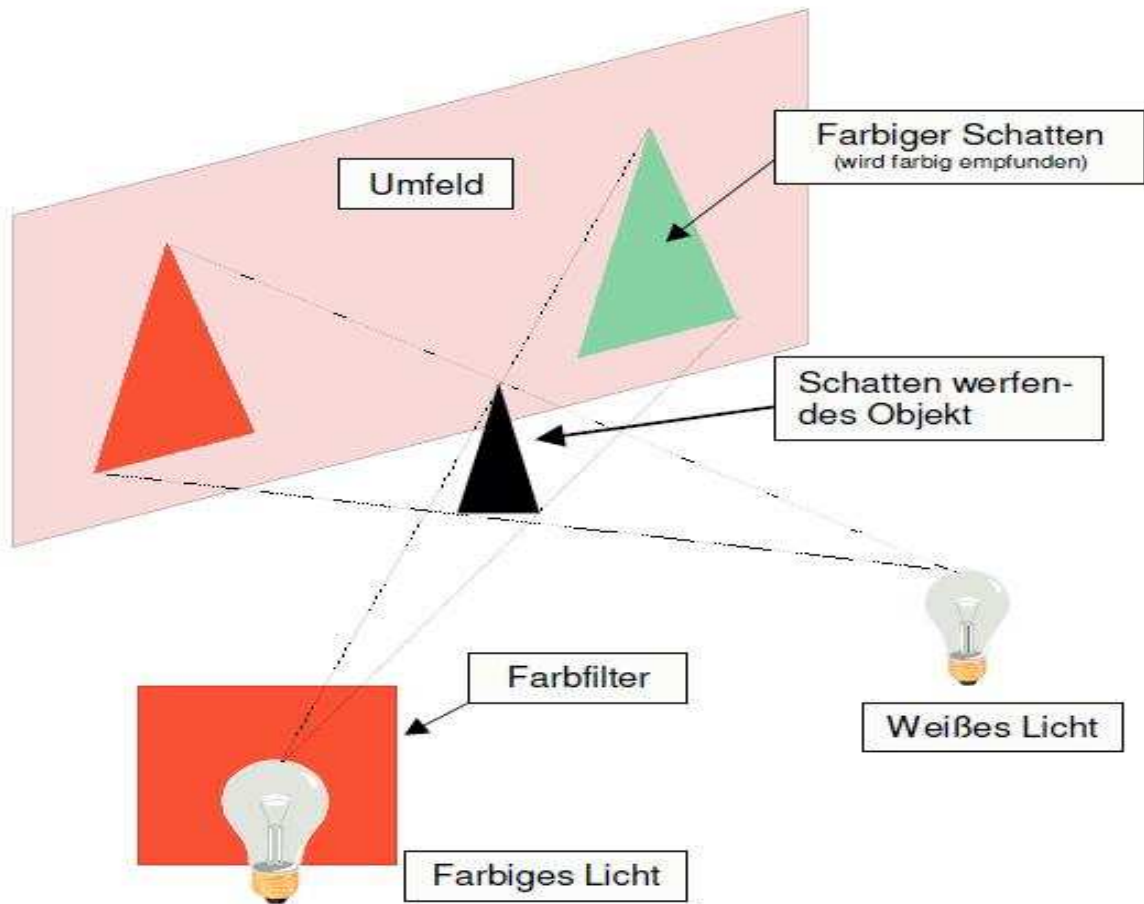 Farbiger Schatten
(wird farbig empfunden)
Umfeld
Schatten werfen-
des Objekt
Farbfilter
Weißes Licht
Farbiges Licht